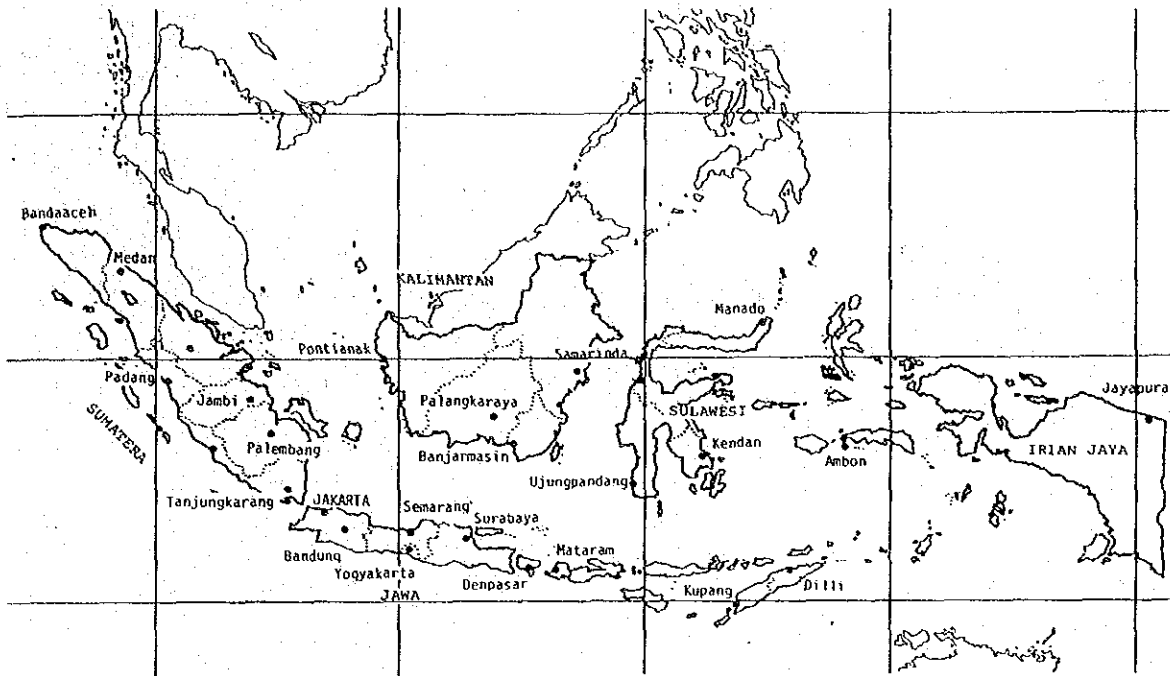 Bandaaceh
Medan
KALIMANTAN
Manado
Pontianak
Samarinda
Padang
Jayapura
Jambi
Palangkaraya
SULAWESI
SUMATERA
Palembang
Banjarmasin
Kendan
Ambon
IRIAN JAYA
Ujungpandang
Tanjungkarang
JAKARTA
Semarang
Surabaya
Bandung
Mataram
Yogyakarta
Denpasar
Kupang
Dilli
JAWA